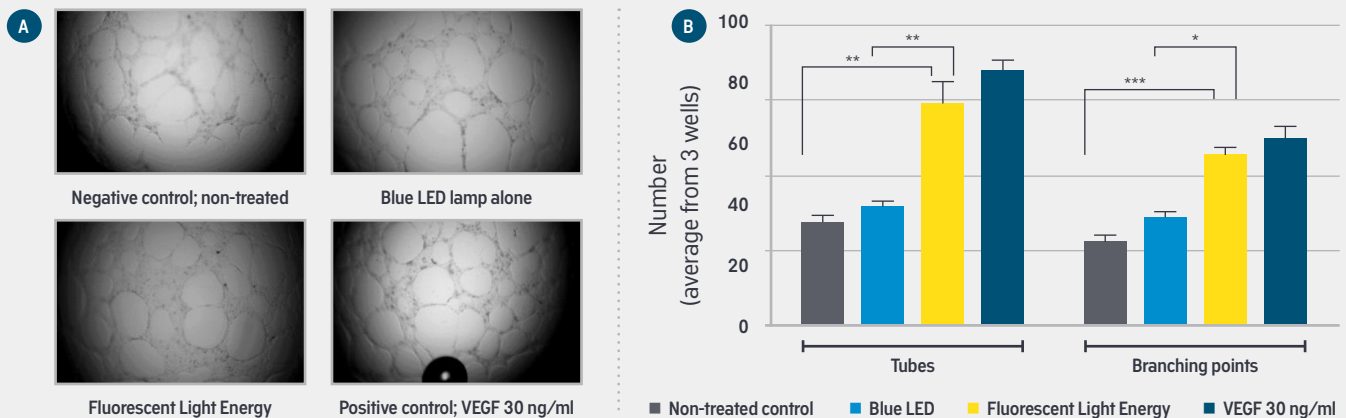 A
Negative control; non-treated
Blue LED lamp alone
Fluorescent Light Energy
Positive control; VEGF 30 ng/ml
B
Number
(average from 3 wells)
100
80
60
40
20
0
**
**
***
*
Tubes
Branching points
Non-treated control
Blue LED
Fluorescent Light Energy
VEGF 30 ng/ml